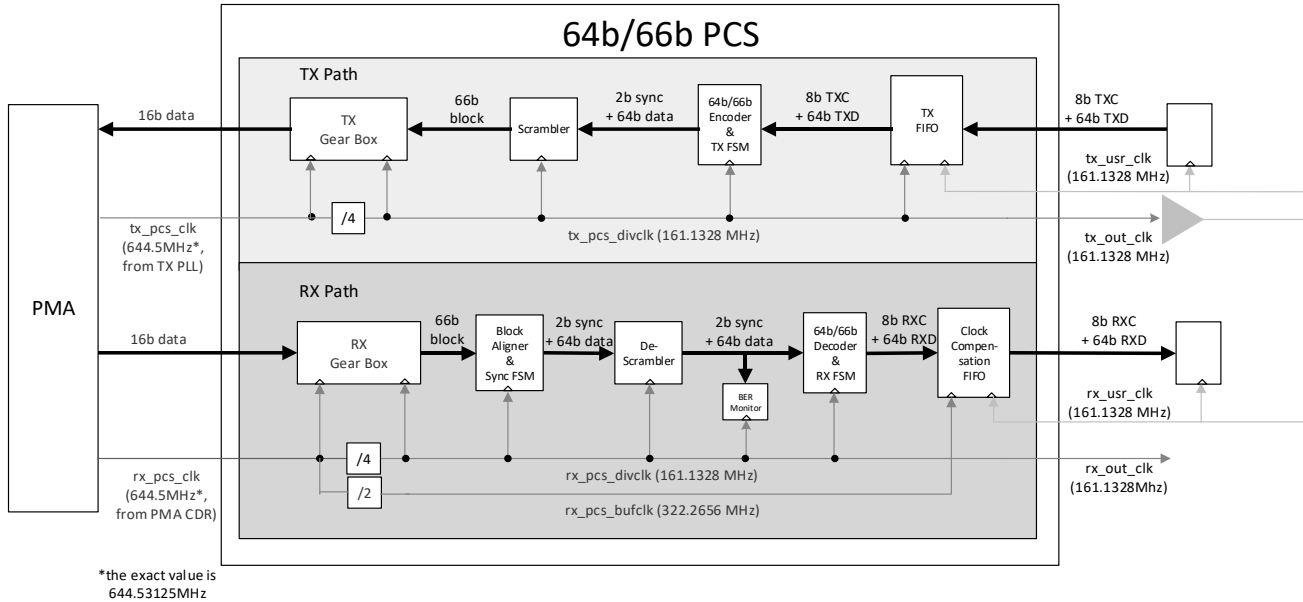 64b/66b PCS
TX Path
16b data
TX
Gear Box
66b
block
Scrambler
2b sync
+ 64b data
64b/66b
Encoder
&
TX FSM
8b TXC
+ 64b TXD
TX
FIFO
8b TXC
+ 64b TXD
tx_usr_clk
(161.1328 MHz)
/4
tx_pcs_clk
(644.5MHz*,
from TX PLL)
tx_pcs_divclk (161.1328 MHz)
tx_out_clk
(161.1328 MHz)
PMA
RX Path
16b data
RX
Gear Box
66b
block
Block
Aligner
&
Sync FSM
2b sync
+ 64b data
De-
Scrambler
2b sync
+ 64b data
BER
Monitor
64b/66b
Decoder
&
RX FSM
8b RXC
+ 64b RXD
Clock
Compen-
sation
FIFO
8b RXC
+ 64b RXD
rx_usr_clk
(161.1328 MHz)
/4
rx_pcs_clk
(644.5MHz*,
from PMA CDR)
rx_pcs_divclk (161.1328 MHz)
rx_out_clk
(161.1328Mhz)
/2
rx_pcs_bufclk (322.2656 MHz)
*the exact value is
644.53125MHz